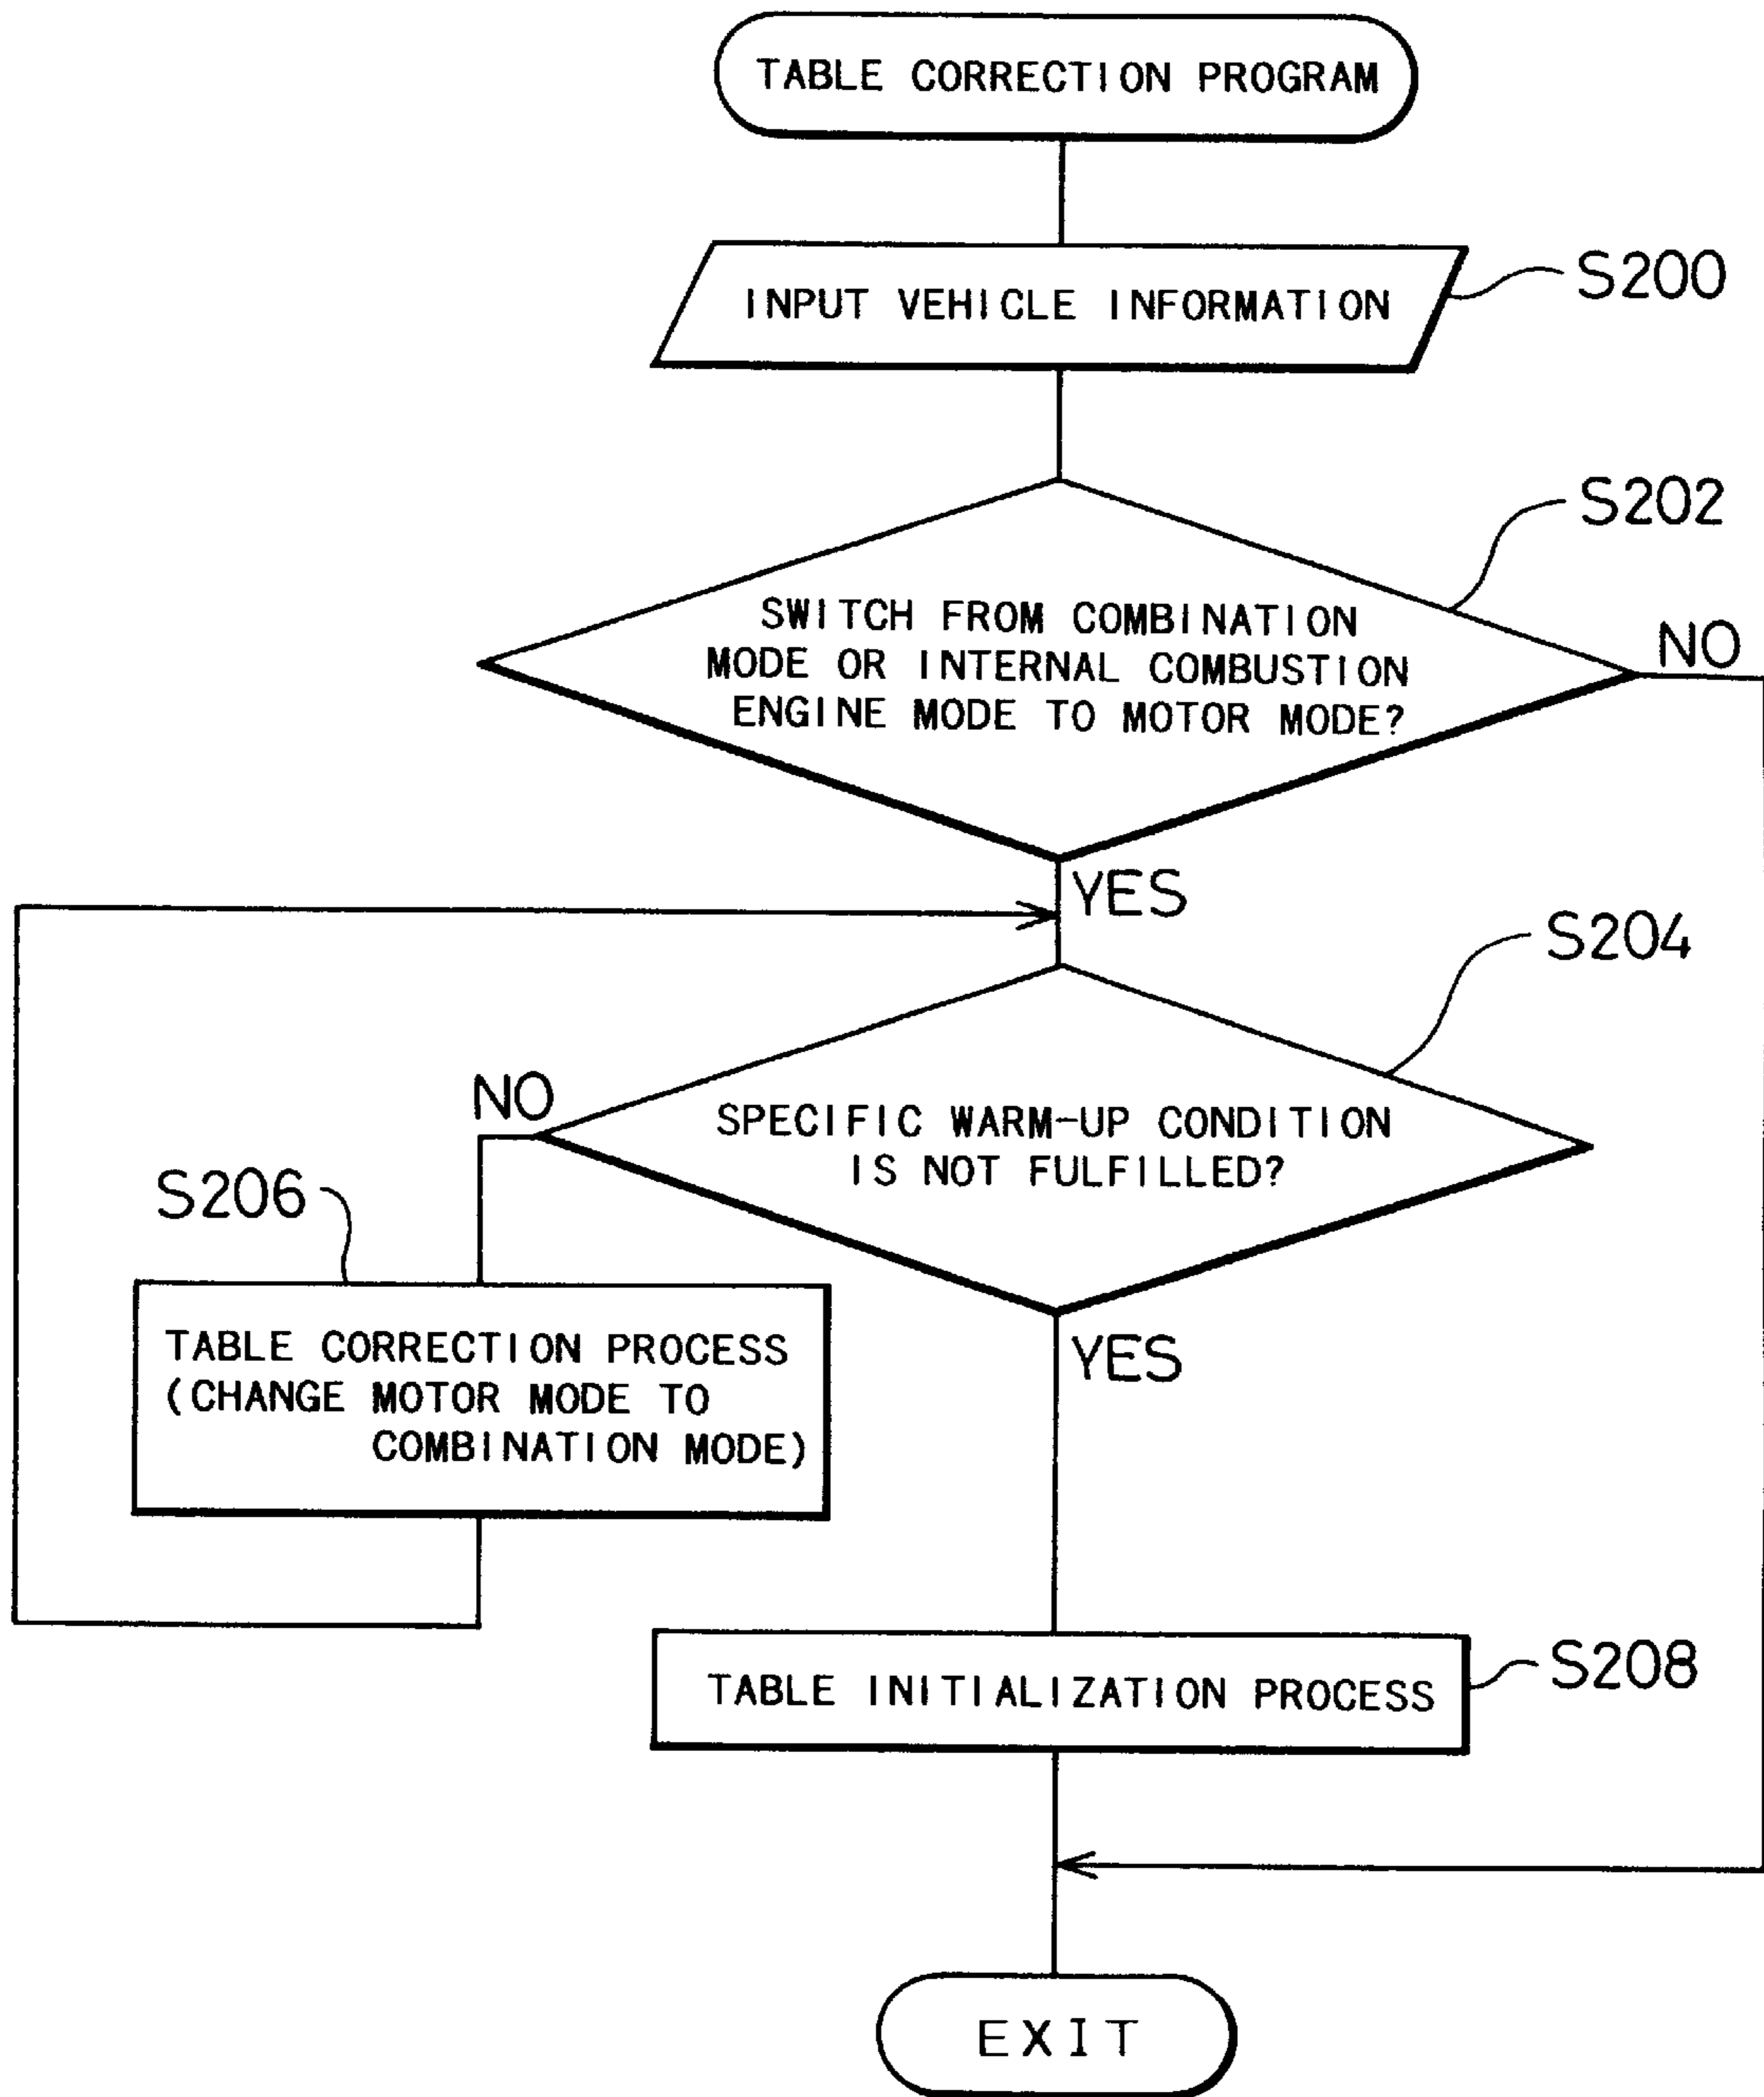 TABLE CORRECTION PROGRAM
INPUT VEHICLE INFORMATION
S200
S202
SWITCH FROM COMBINATION
MODE OR INTERNAL COMBUSTION
ENGINE MODE TO MOTOR MODE?
NO
YES
S204
NO
SPECIFIC WARM-UP CONDITION
IS NOT FULFILLED?
S206
TABLE CORRECTION PROCESS
(CHANGE MOTOR MODE TO
COMBINATION MODE)
YES
TABLE INITIALIZATION PROCESS
S208
EXIT